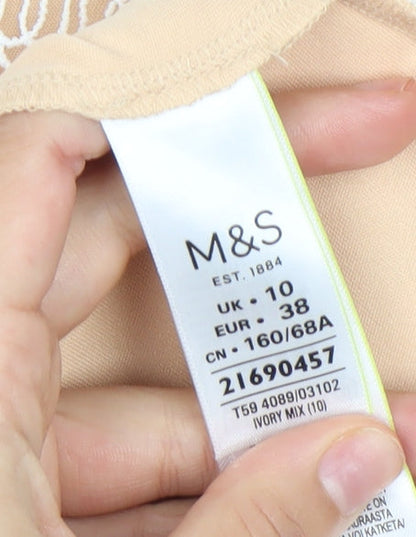 M&S
EST. 1884
UK • 10
EUR • 38
CN • 160/68A
21690457
T59 4089/03102
IVORY MIX (10)